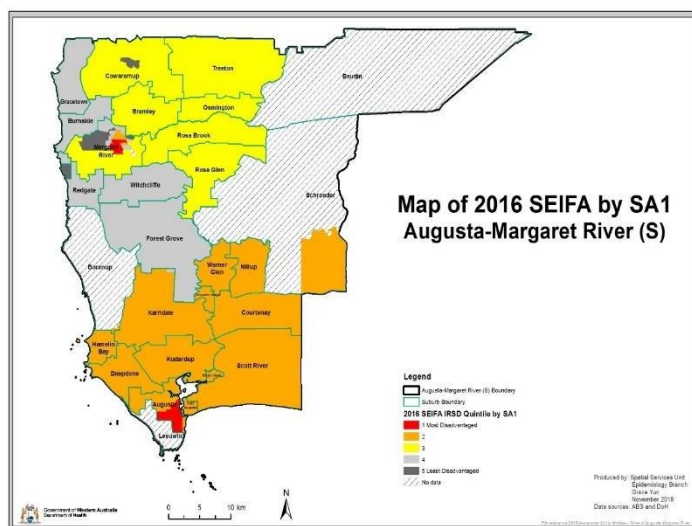 Map of 2016 SEIFA by SA1
Augusta-Margaret River (S)
Baudin
Treeton
Cowaramup
Gracetown
Bramley
Osmington
Burnside
Rosa Brook
Margaret
River
Rosa Glen
Witchcliffe
Redgate
Schroeder
Forest Grove
Boranup
Warner
Glen
Nillup
Karridale
Courtenay
Hamelin
Bay
Kudardup
Scott River
Deepdene
Augusta
Leeuwin
Legend
Augusta-Margaret River (S) Boundary
Suburb Boundary
2016 SEIFA IRSD Quintile by SA1
1 Most Disadvantaged
2
3
4
5 Least Disadvantaged
No data
Produced by: Spatial Services Unit
Epidemiology Branch
Grace Yun
November 2018
Data sources: ABS and DoH
Government of Western Australia
Department of Health
0 5 10 km
N